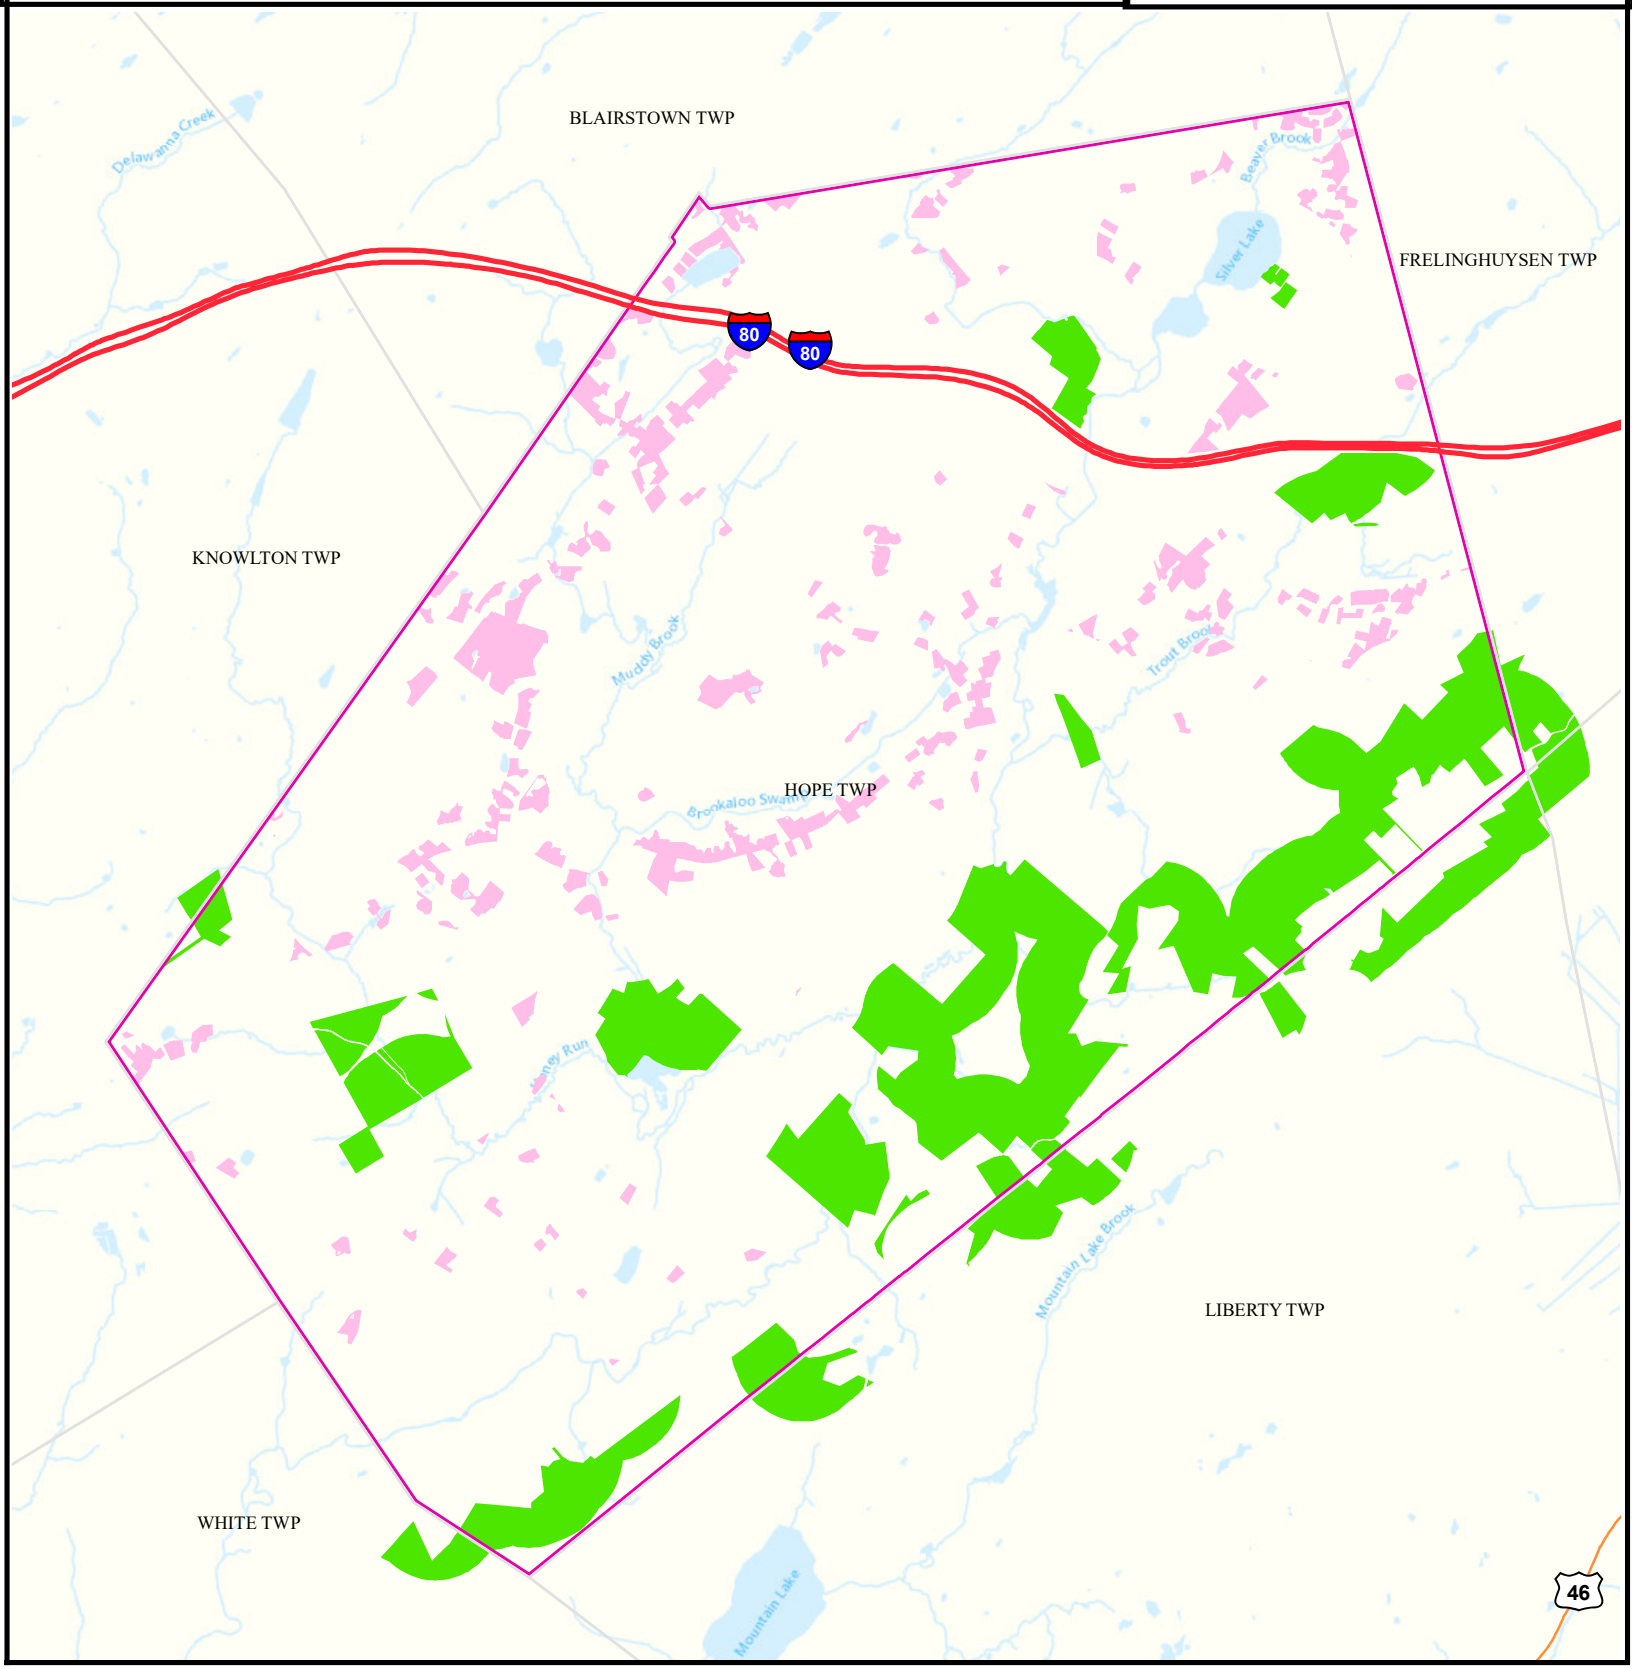 BLAIRSTOWN TWP
Delawanna Creek
Beaver Brook
Silver Lake
FRELINGHUYSEN TWP
80
80
KNOWLTON TWP
Muddy Brook
Trout Brook
HOPE TWP
Brookaloo Swamp
Honey Run
Mountain Lake Brook
LIBERTY TWP
WHITE TWP
Mountain Lake
46